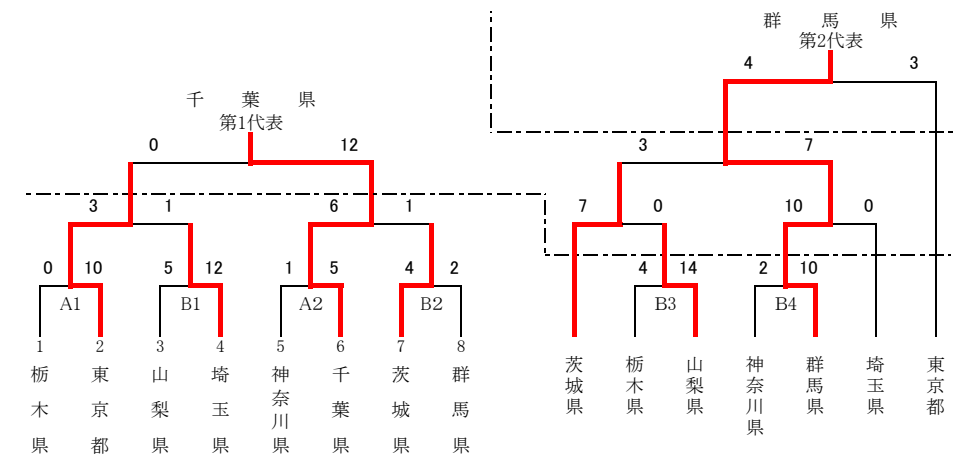 群馬県
第2代表
4 3
千葉県
第1代表
0 12
3 7
3 1 6 1
7 0 10 0
0 10 5 12 1 5 4 2
4 14 2 10
A1 B1 A2 B2
B3 B4
1 2 3 4 5 6 7 8
栃木県
東京都
山梨県
埼玉県
神奈川県
千葉県
茨城県
群馬県
茨城県
栃木県
山梨県
神奈川県
群馬県
埼玉県
東京都